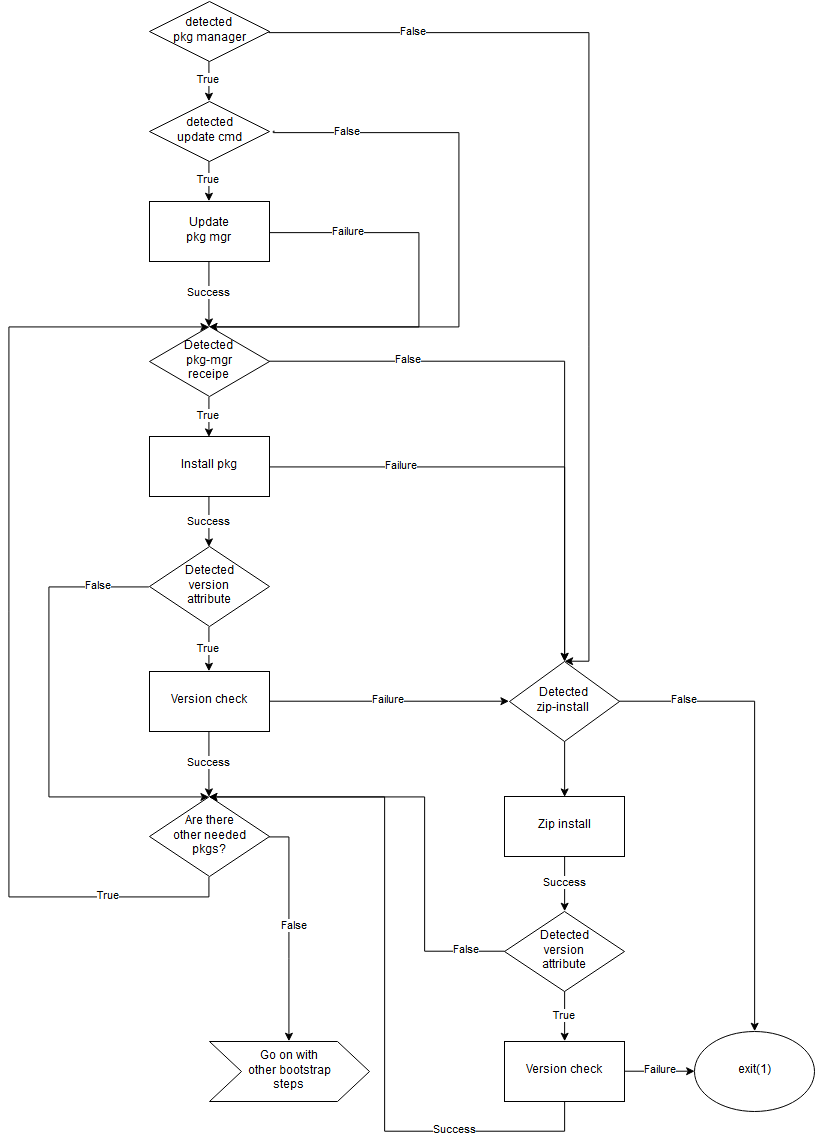 detected
pkg manager
False
True
detected
update cmd
False
True
Update
pkg mgr
Failure
Success
Detected
pkg-mgr
receipe
False
True
Install pkg
Failure
Success
Detected
version
attribute
False
True
Version check
Failure
Detected
zip-install
False
Success
Are there
other needed
pkgs?
True
False
Zip install
Success
Detected
version
attribute
False
True
Go on with
other bootstrap
steps
Version check
Failure
exit(1)
Success